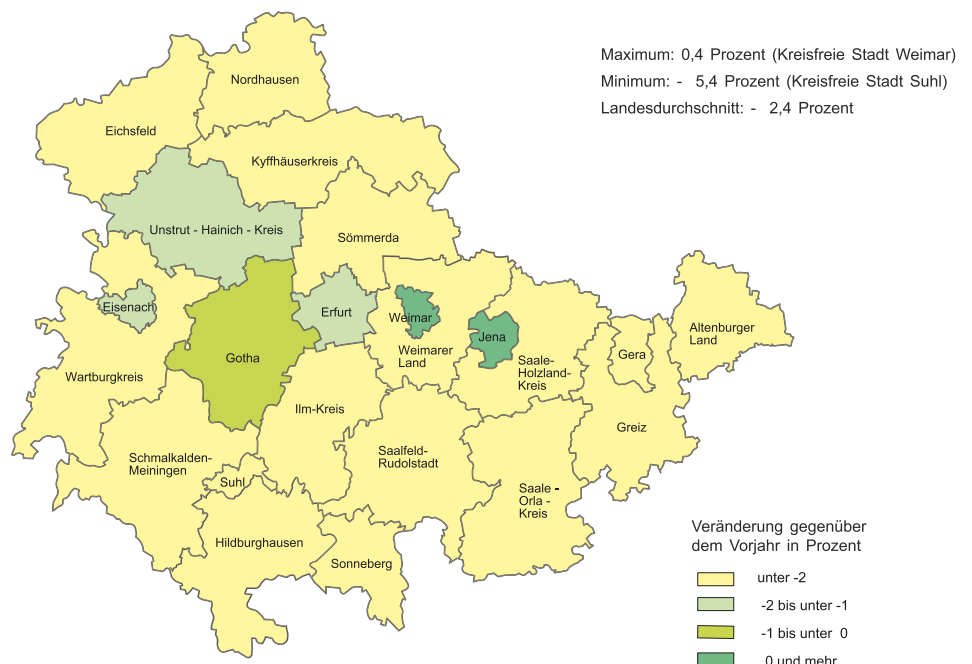 Maximum: 0,4 Prozent (Kreisfreie Stadt Weimar)
Minimum: - 5,4 Prozent (Kreisfreie Stadt Suhl)
Landesdurchschnitt: - 2,4 Prozent
Nordhausen
Eichsfeld
Kyffhäuserkreis
Unstrut - Hainich - Kreis
Sömmerda
Eisenach
Erfurt
Weimar
Jena
Altenburger
Land
Gotha
Weimarer
Land
Saale-
Holzland-
Kreis
Gera
Wartburgkreis
Ilm-Kreis
Greiz
Schmalkalden-
Meiningen
Saalfeld-
Rudolstadt
Suhl
Saale -
Orla -
Kreis
Hildburghausen
Sonneberg
Veränderung gegenüber
dem Vorjahr in Prozent
unter -2
-2 bis unter -1
-1 bis unter 0
0 und mehr